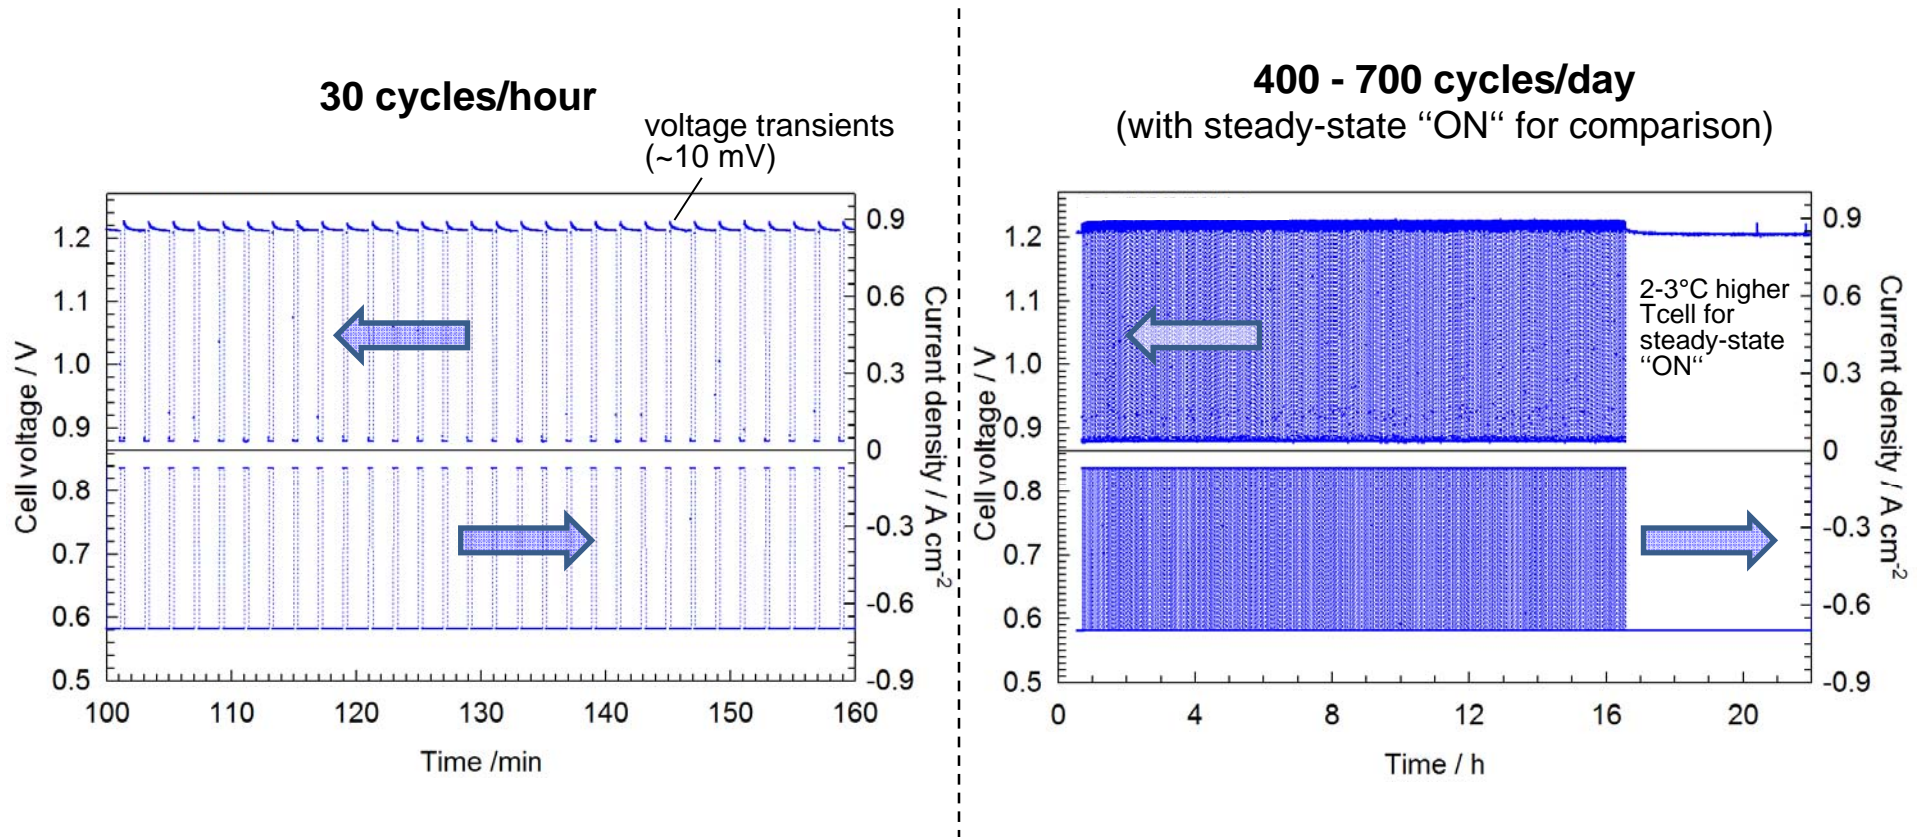 30 cycles/hour
voltage transients
(~10 mV)
Cell voltage / V
1.2
1.1
1.0
0.9
0.8
0.7
0.6
0.5
0.9
0.6
0.3
0
-0.3
-0.6
-0.9
Current density / A cm-2
100
110
120
130
140
150
160
Time /min
400 - 700 cycles/day
(with steady-state “ON“ for comparison)
Cell voltage / V
1.2
1.1
1.0
0.9
0.8
0.7
0.6
0.5
2-3°C higher
Tcell for
steady-state
“ON“
0.9
0.6
0.3
0
-0.3
-0.6
-0.9
Current density / A cm-2
0
4
8
12
16
20
Time / h